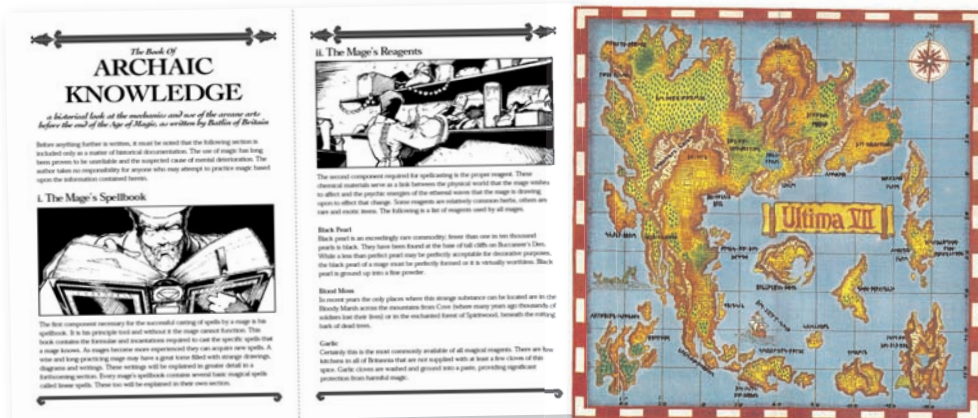 The Book Of
ARCHAIC
KNOWLEDGE
a historical look at the mechanics and use of the arcane arts
before the end of the Age of Magic, as written by Batlin of Britain
Before anything further is written, it must be noted that the following section is
included only as a matter of historical documentation. The use of magic has long
been proven to be unreliable and the suspected cause of mental deterioration. The
author takes no responsibility for anyone who may attempt to practice magic based
upon the information contained herein.
i. The Mage's Spellbook
The first component necessary for the successful casting of spells by a mage is his
spellbook. It is his principle tool and without it the mage cannot function. This
book contains the formulae and incantations required to cast the specific spells that
a mage knows. As mages become more experienced they can acquire new spells. A
wise and long-practicing mage may have a great tome filled with strange drawings,
diagrams and writings. These writings will be explained in greater detail in a
forthcoming section. Every mage's spellbook contains several basic magical spells
called linear spells. These too will be explained in their own section.
ii. The Mage's Reagents
The second component required for spellcasting is the proper reagent. These
chemical materials serve as a link between the physical world that the mage wishes
to affect and the psychic energies of the ethereal waves that the mage is drawing
upon to effect that change. Some reagents are relatively common herbs, others are
rare and exotic items. The following is a list of reagents used by all mages.
Black Pearl
Black pearl is an exceedingly rare commodity; fewer than one in ten thousand
pearls is black. They have been found at the base of tall cliffs on Buccaneer's Den.
While a less than perfect pearl may be perfectly acceptable for decorative purposes,
the black pearl of a mage must be perfectly formed or it is virtually worthless. Black
pearl is ground up into a fine powder.
Blood Moss
In recent years the only places where this strange substance can be located are in the
Bloody Marsh across the mountains from Cove (where many years ago thousands of
soldiers lost their lives) or in the enchanted forest of Spiritwood, beneath the rotting
bark of dead trees.
Garlic
Certainly this is the most commonly available of all magical reagents. There are few
kitchens in all of Britannia that are not supplied with at least a few cloves of this
spice. Garlic cloves are washed and ground into a paste, providing significant
protection from harmful magic.
Ultima VII